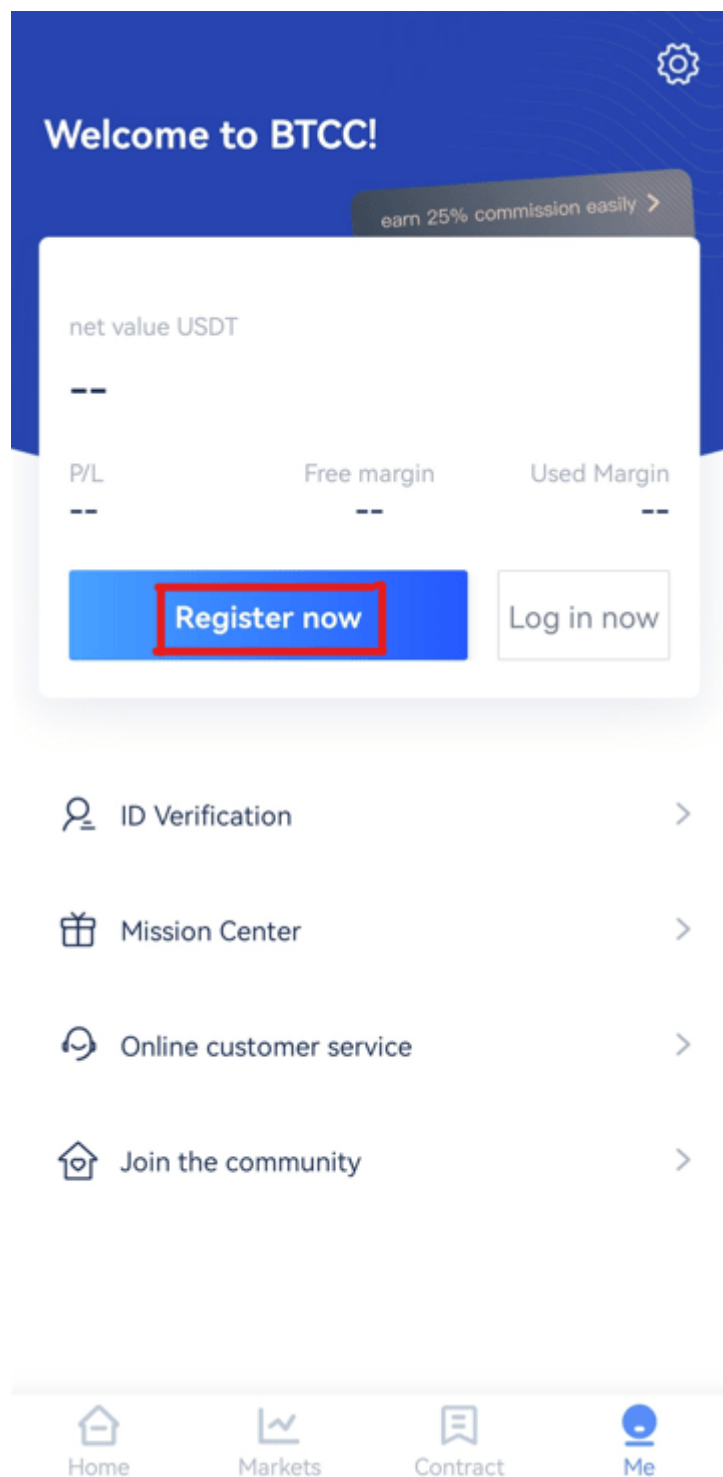 Welcome to BTCC!
earn 25% commission easily
net value USDT
--
P/L Free margin Used Margin
-- -- --
Register now Log in now
ID Verification
Mission Center
Online customer service
Join the community
Home Markets Contract Me